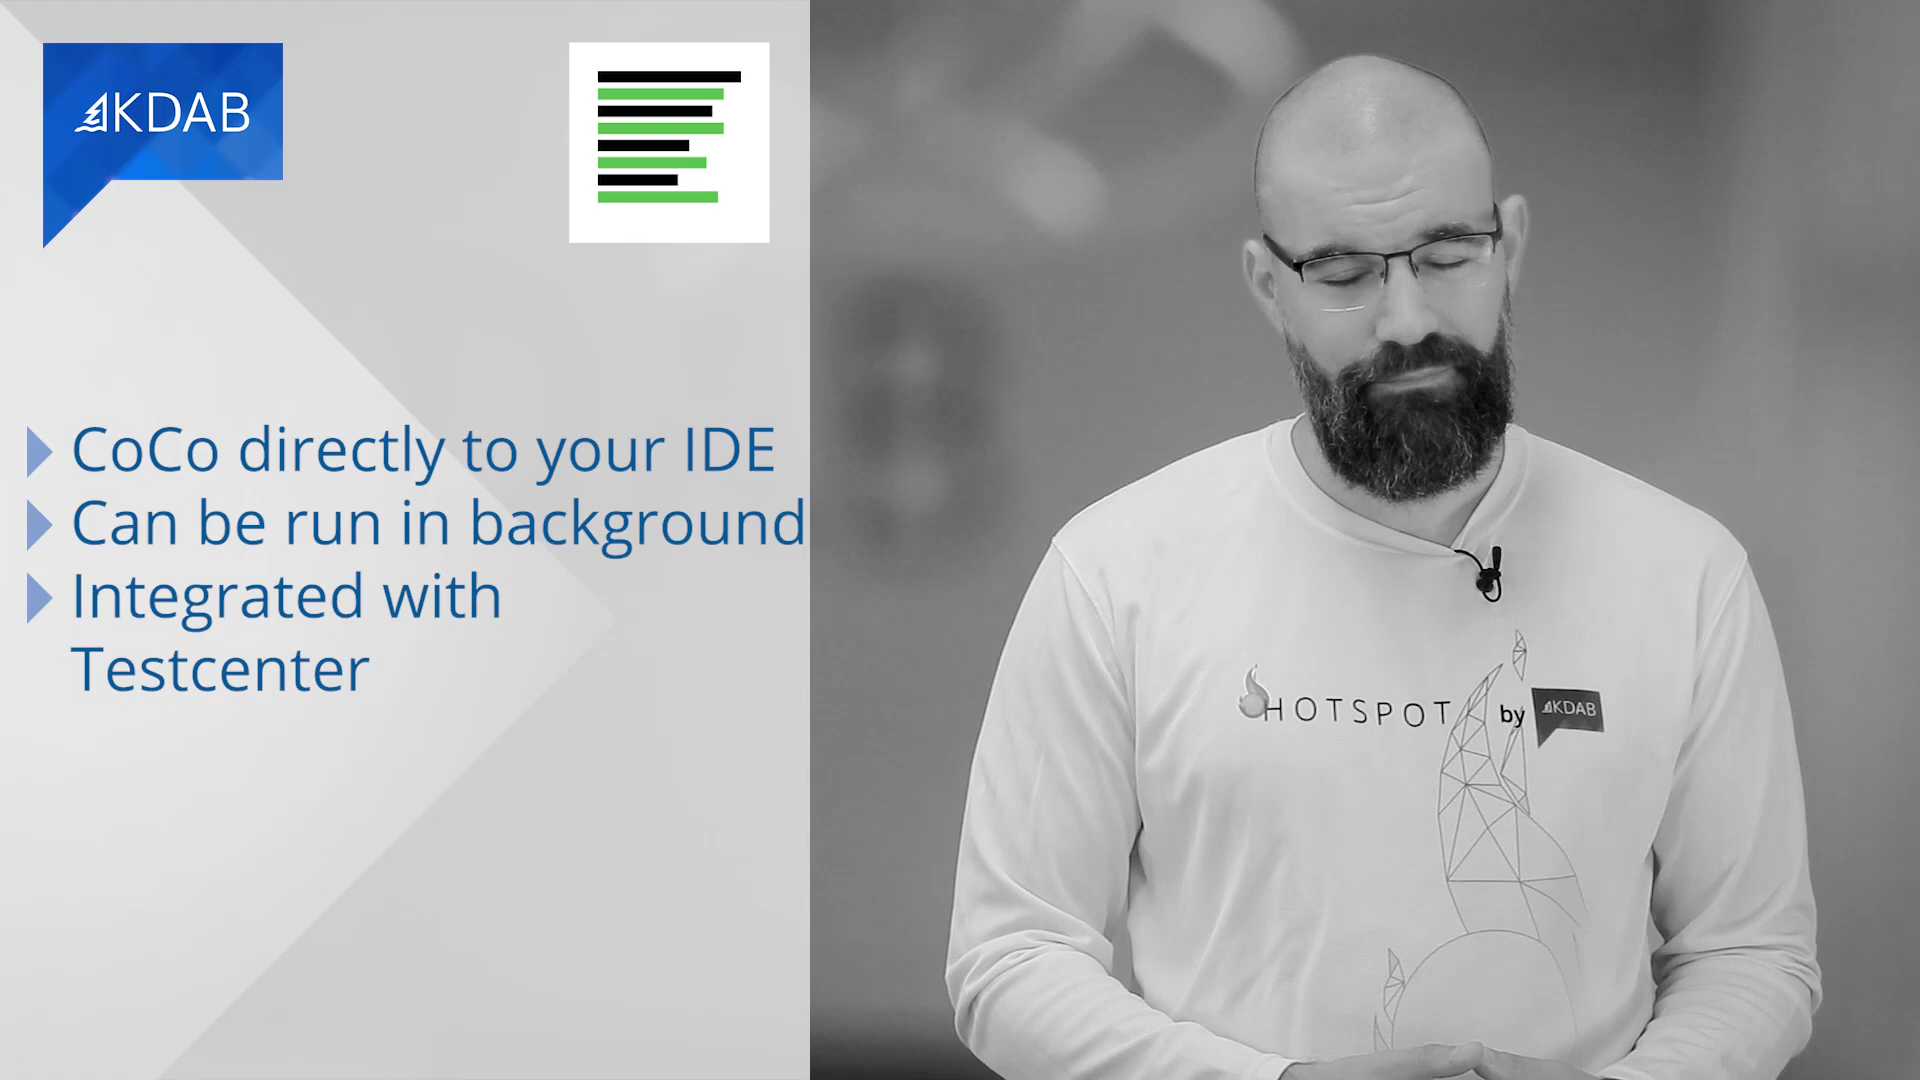 KDAB
CoCo directly to your IDE
Can be run in background
Integrated with
Testcenter
HOTSPOT by KDAB